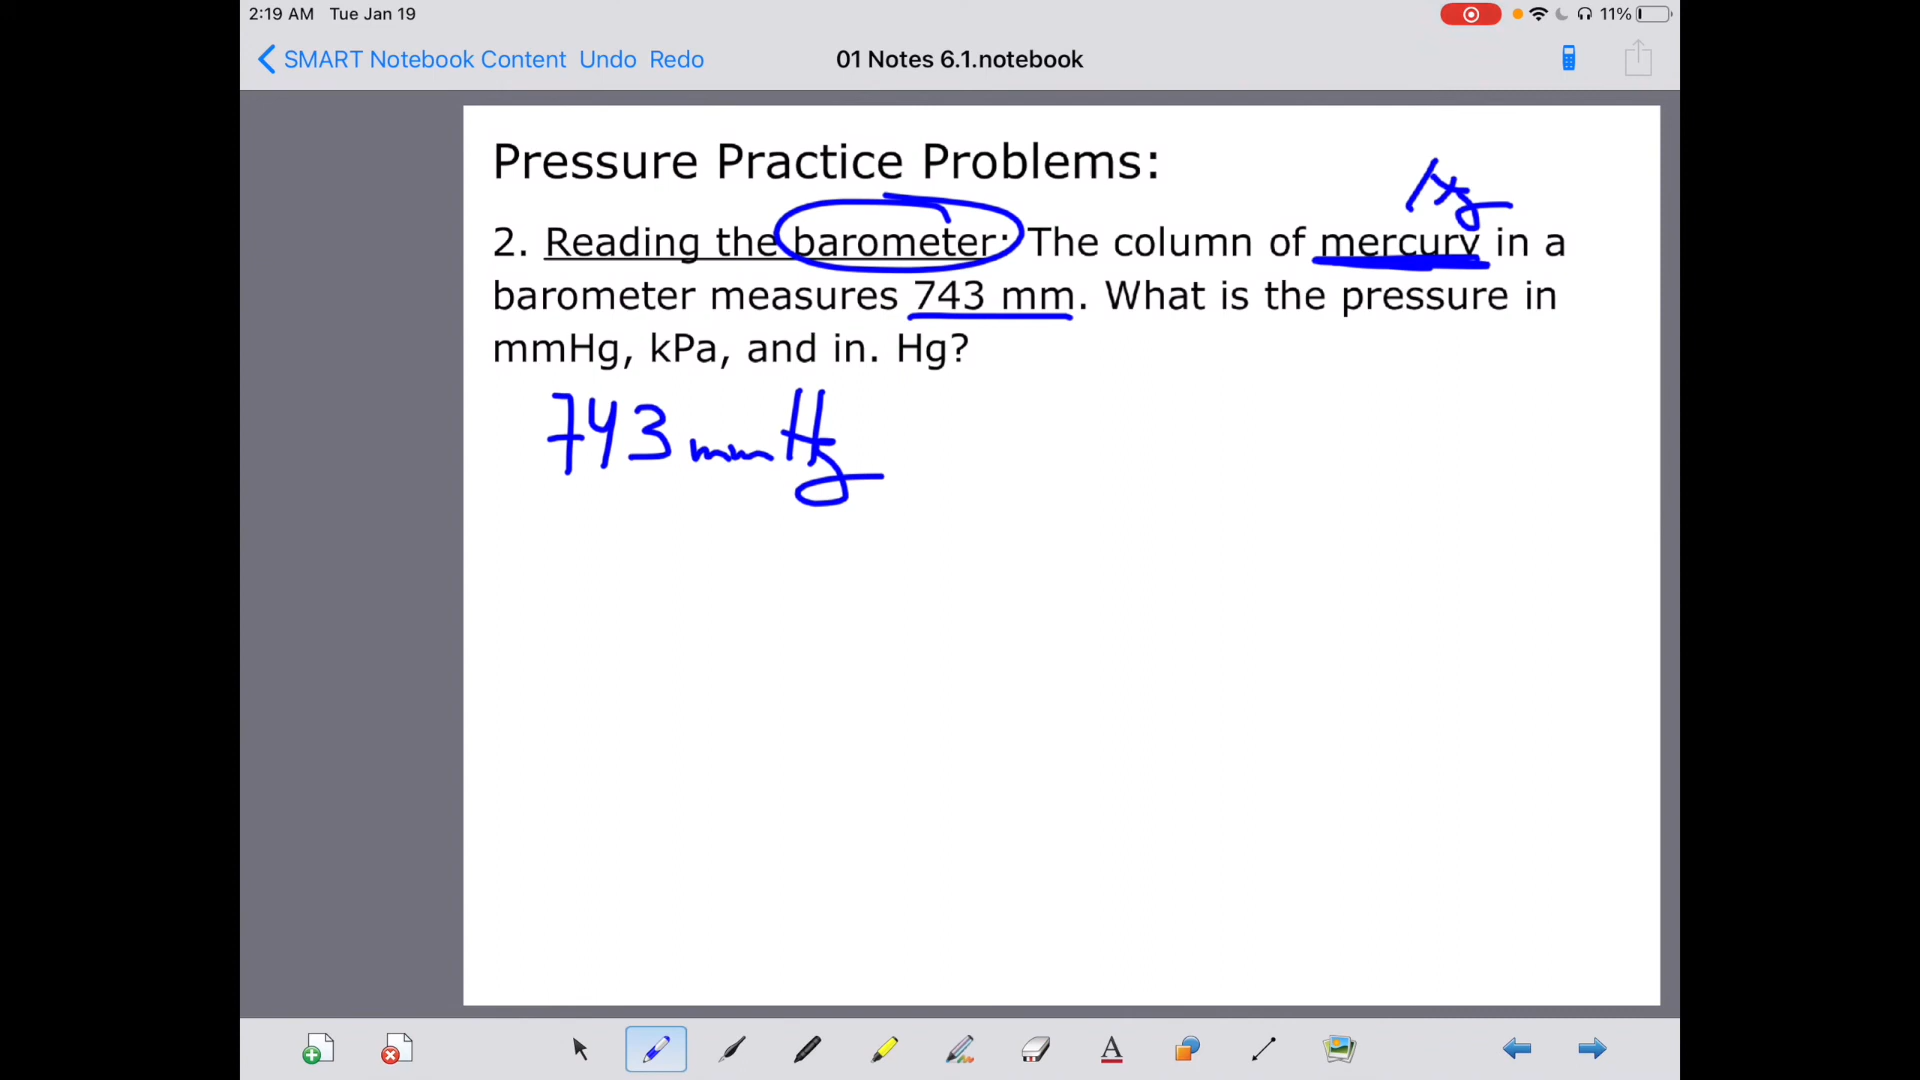 2:19 AM Tue Jan 19 11%
SMART Notebook Content Undo Redo 01 Notes 6.1.notebook
Pressure Practice Problems:
Hg
2. Reading the barometer: The column of mercury in a
barometer measures 743 mm. What is the pressure in
mmHg, kPa, and in. Hg?
743 mm Hg
A